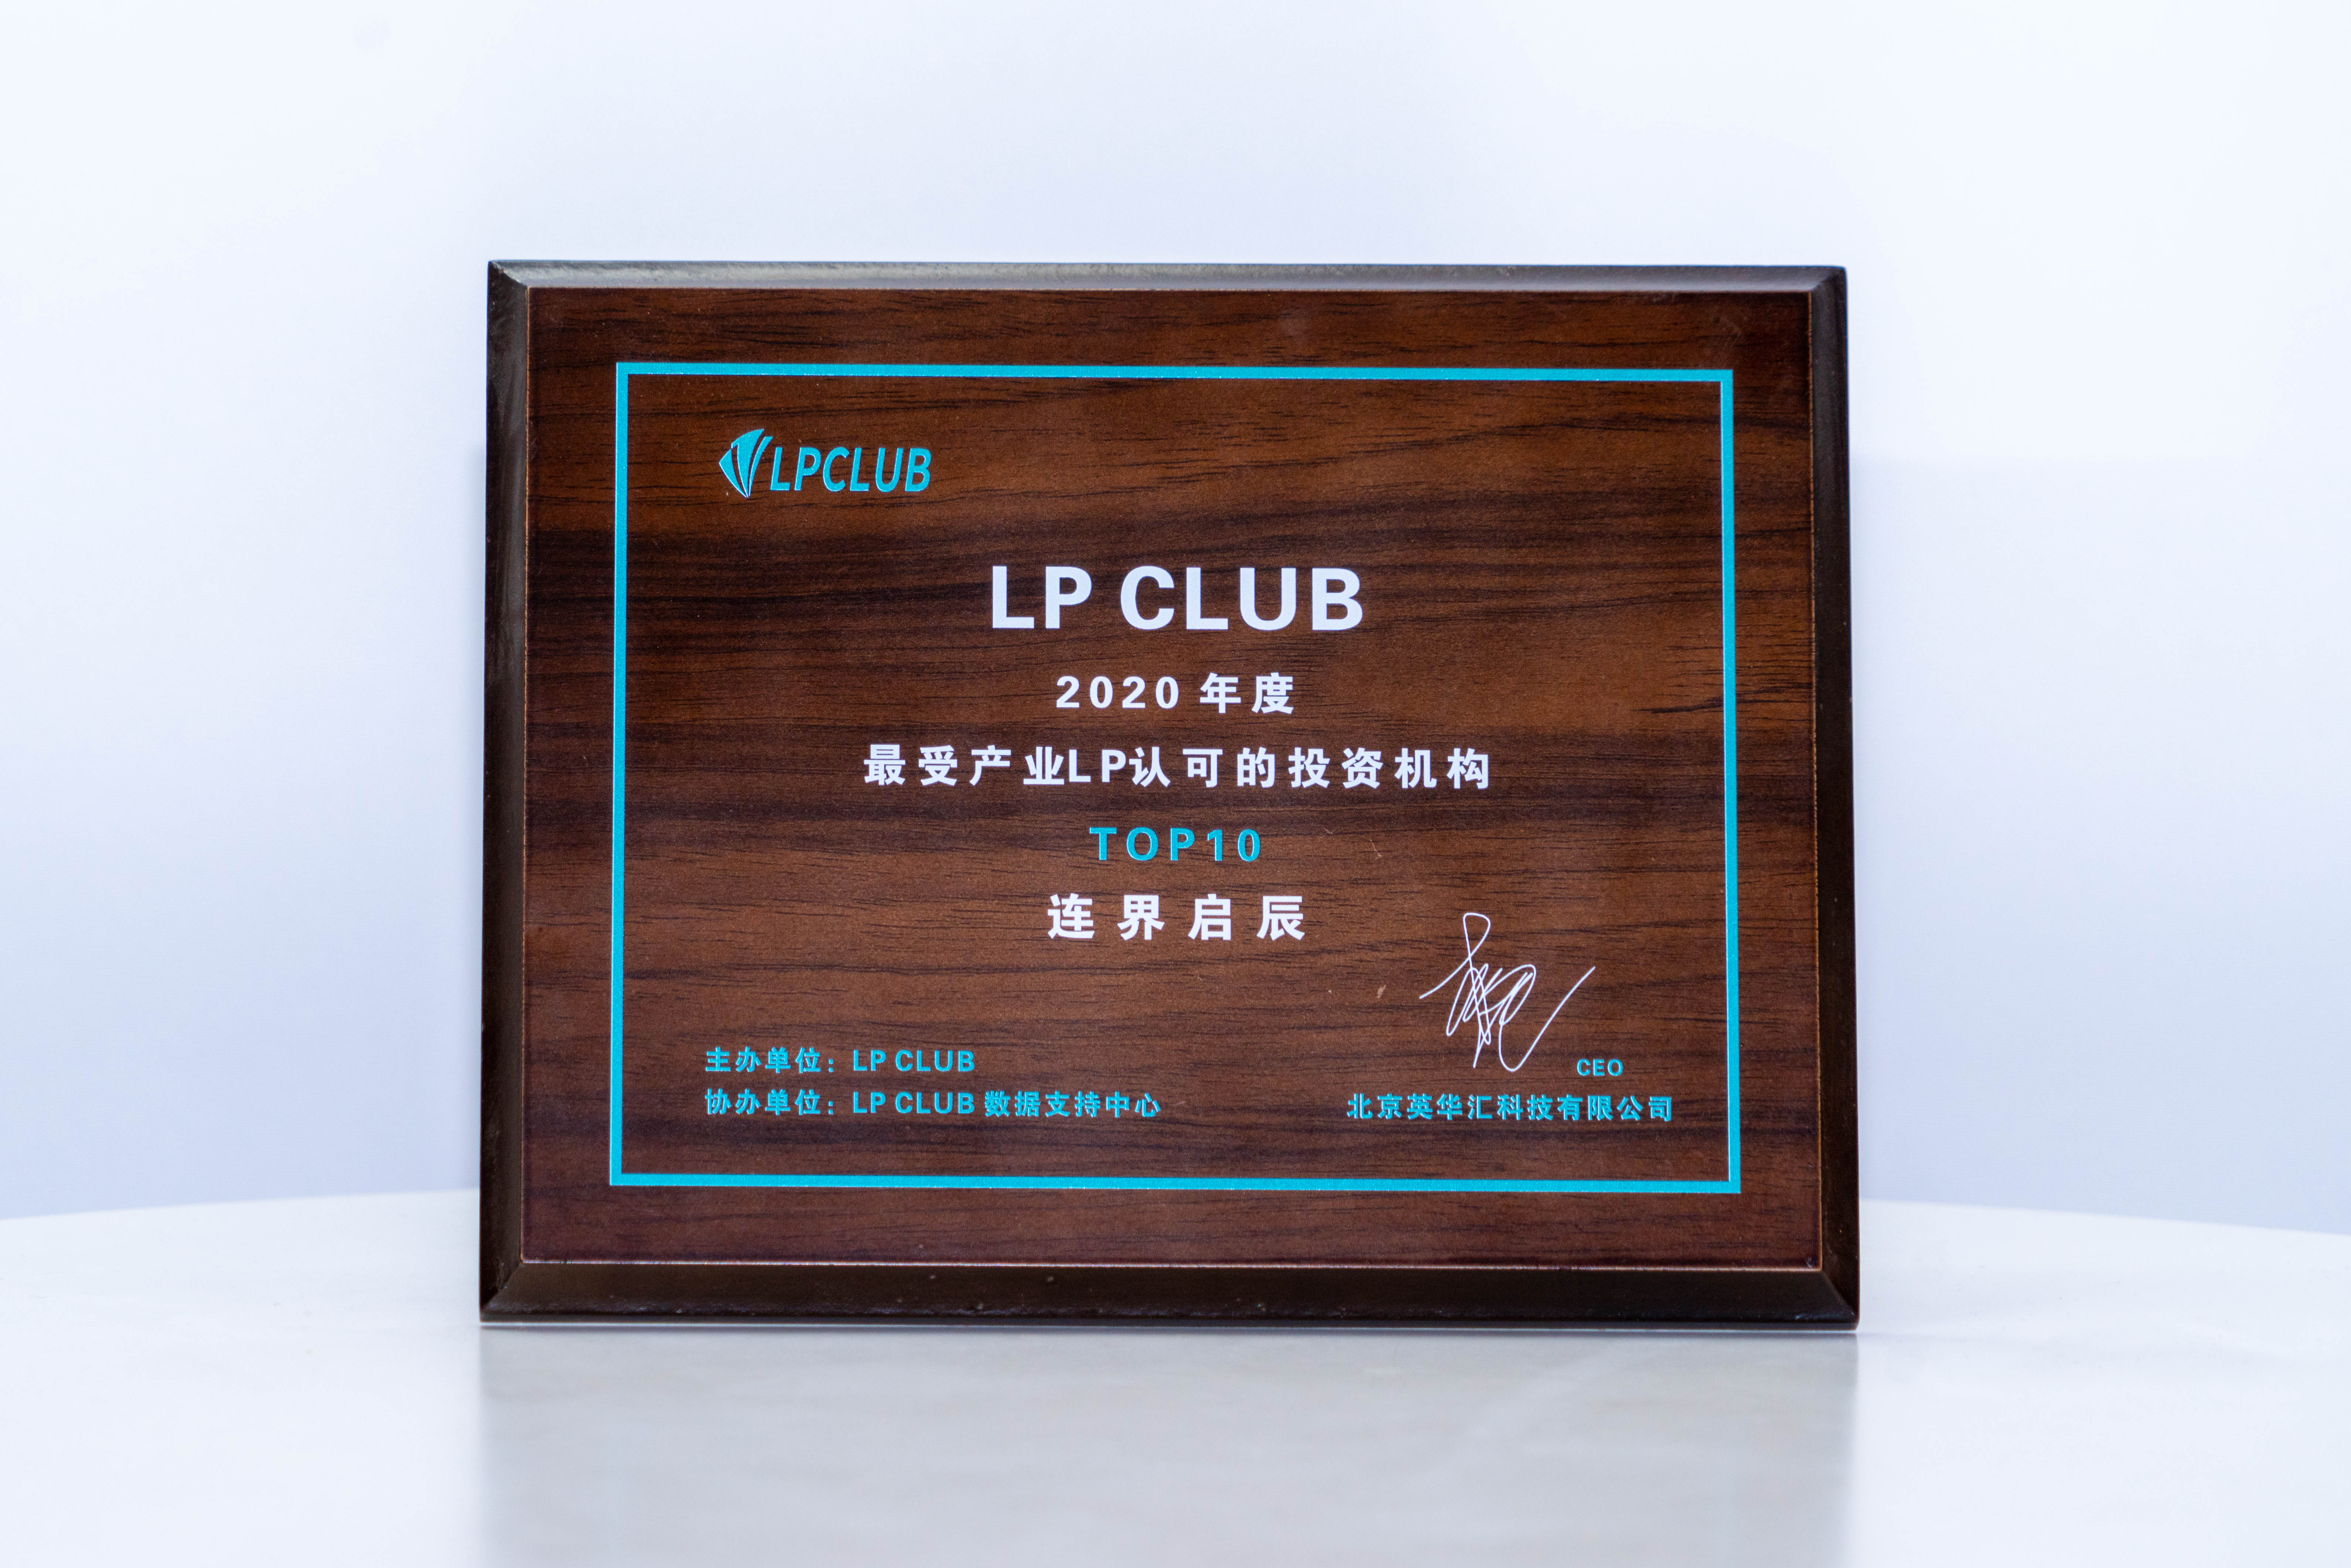 LPCLUB
LP CLUB
2020 年度
最受产业LP认可的投资机构
TOP10
连界启辰
主办单位：LP CLUB
协办单位：LP CLUB 数据支持中心
CEO
北京英华汇科技有限公司